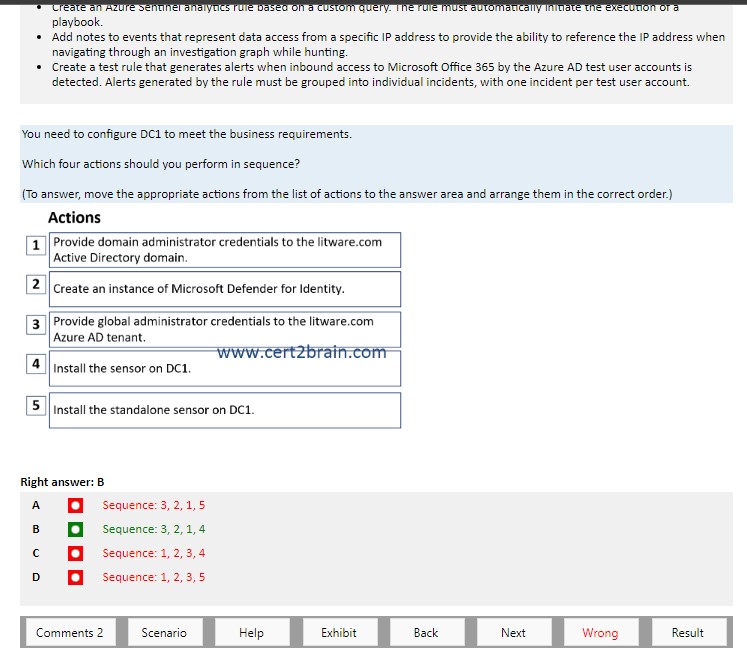 Create an Azure Sentinel analytics rule based on a custom query. The rule must automatically initiate the execution of a
playbook.
Add notes to events that represent data access from a specific IP address to provide the ability to reference the IP address when
navigating through an investigation graph while hunting.
Create a test rule that generates alerts when inbound access to Microsoft Office 365 by the Azure AD test user accounts is
detected. Alerts generated by the rule must be grouped into individual incidents, with one incident per test user account.
You need to configure DC1 to meet the business requirements.
Which four actions should you perform in sequence?
(To answer, move the appropriate actions from the list of actions to the answer area and arrange them in the correct order.)
Actions
1 Provide domain administrator credentials to the litware.com
Active Directory domain.
2 Create an instance of Microsoft Defender for Identity.
3 Provide global administrator credentials to the litware.com
Azure AD tenant.
www.cert2brain.com
4 Install the sensor on DC1.
5 Install the standalone sensor on DC1.
Right answer: B
A Sequence: 3, 2, 1, 5
B Sequence: 3, 2, 1, 4
C Sequence: 1, 2, 3, 4
D Sequence: 1, 2, 3, 5
Comments 2 Scenario Help Exhibit Back Next Wrong Result